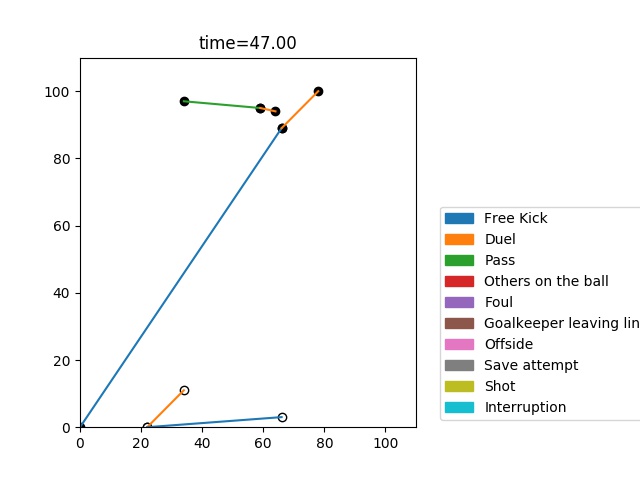 time=47.00
100
80
60
40
20
0
0 20 40 60 80 100
Free Kick
Duel
Pass
Others on the ball
Foul
Goalkeeper leaving lin
Offside
Save attempt
Shot
Interruption